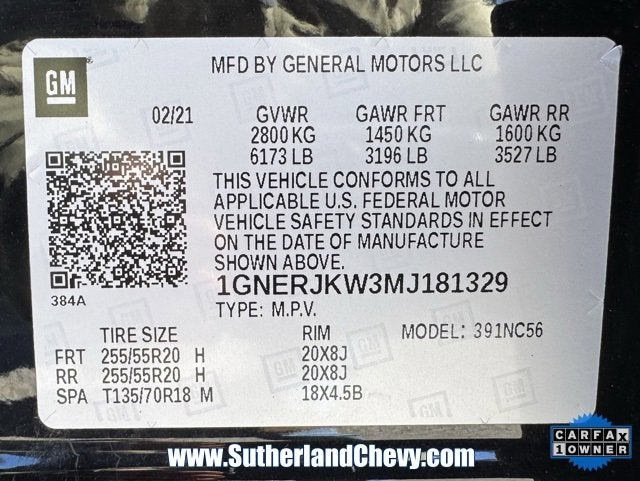 GM
MFD BY GENERAL MOTORS LLC
02/21 GVWR GAWR FRT GAWR RR
2800 KG 1450 KG 1600 KG
6173 LB 3196 LB 3527 LB
THIS VEHICLE CONFORMS TO ALL
APPLICABLE U.S. FEDERAL MOTOR
VEHICLE SAFETY STANDARDS IN EFFECT
ON THE DATE OF MANUFACTURE
SHOWN ABOVE.
384A
1GNERJKW3MJ181329
TYPE: M.P.V.
TIRE SIZE RIM MODEL: 391NC56
FRT 255/55R20 H 20X8J
RR 255/55R20 H 20X8J
SPA T135/70R18 M 18X4.5B
CARFAX
1 OWNER
www.SutherlandChevy.com